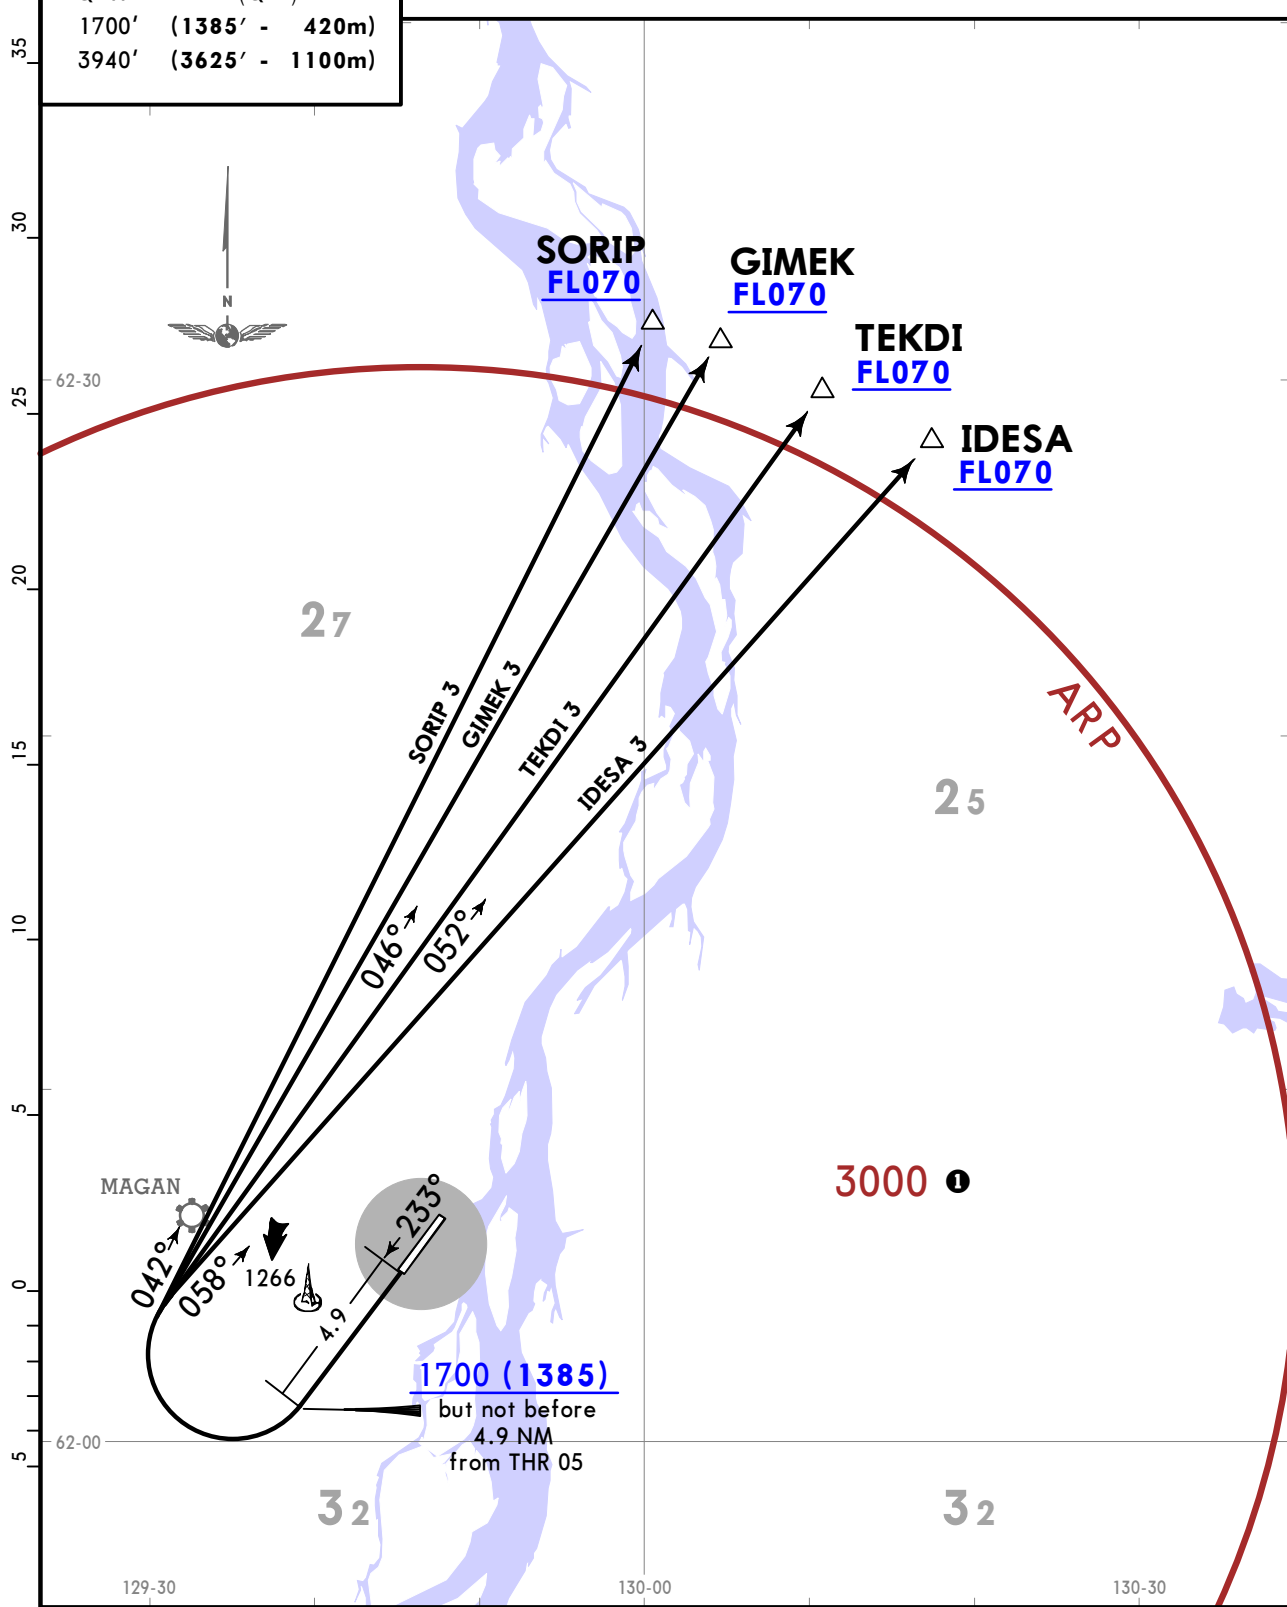 1700' (1385' - 420m)
3940' (3625' - 1100m)
35
30
25
20
15
10
5
0
5
N
62-30
SORIP
FL070
GIMEK
FL070
TEKDI
FL070
IDESA
FL070
27
SORIP 3
GIMEK 3
TEKDI 3
IDESA 3
ARP
25
046°
052°
MAGAN
042°
058°
1266
233°
4.9
3000 1
1700 (1385)
but not before
4.9 NM
from THR 05
62-00
32
32
129-30
130-00
130-30